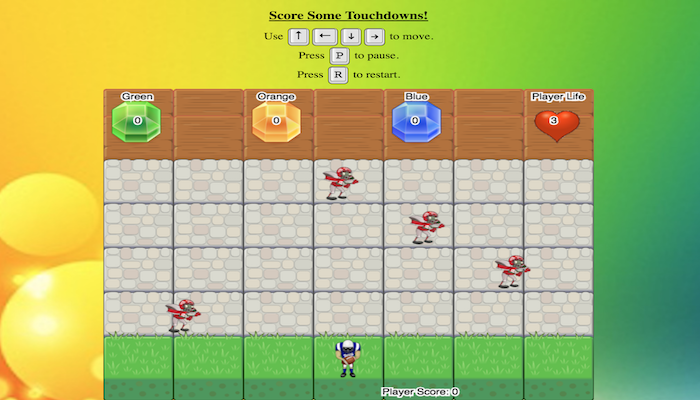 Score Some Touchdowns!
Use ↑ ← ↓ → to move.
Press P to pause.
Press R to restart.
Green Orange Blue Player Life
0 0 0 3
Player Score: 0